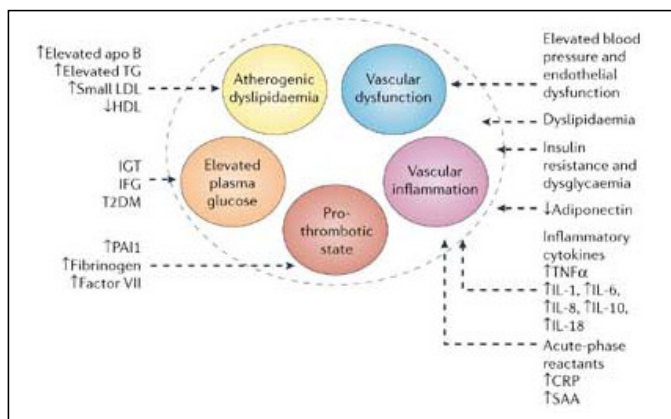 ↑Elevated apo B
↑Elevated TG
↑Small LDL
↓HDL
Atherogenic
dyslipidaemia
Vascular
dysfunction
Elevated blood
pressure and
endothelial
dysfunction
Dyslipidaemia
Insulin
resistance and
dysglycaemia
↓Adiponectin
IGT
IFG
T2DM
Elevated
plasma
glucose
Vascular
inflammation
Pro-
thrombotic
state
↑PAI1
↑Fibrinogen
↑Factor VII
Inflammatory
cytokines
↑TNFα
↑IL-1, ↑IL-6,
↑IL-8, ↑IL-10,
↑IL-18
Acute-phase
reactants
↑CRP
↑SAA